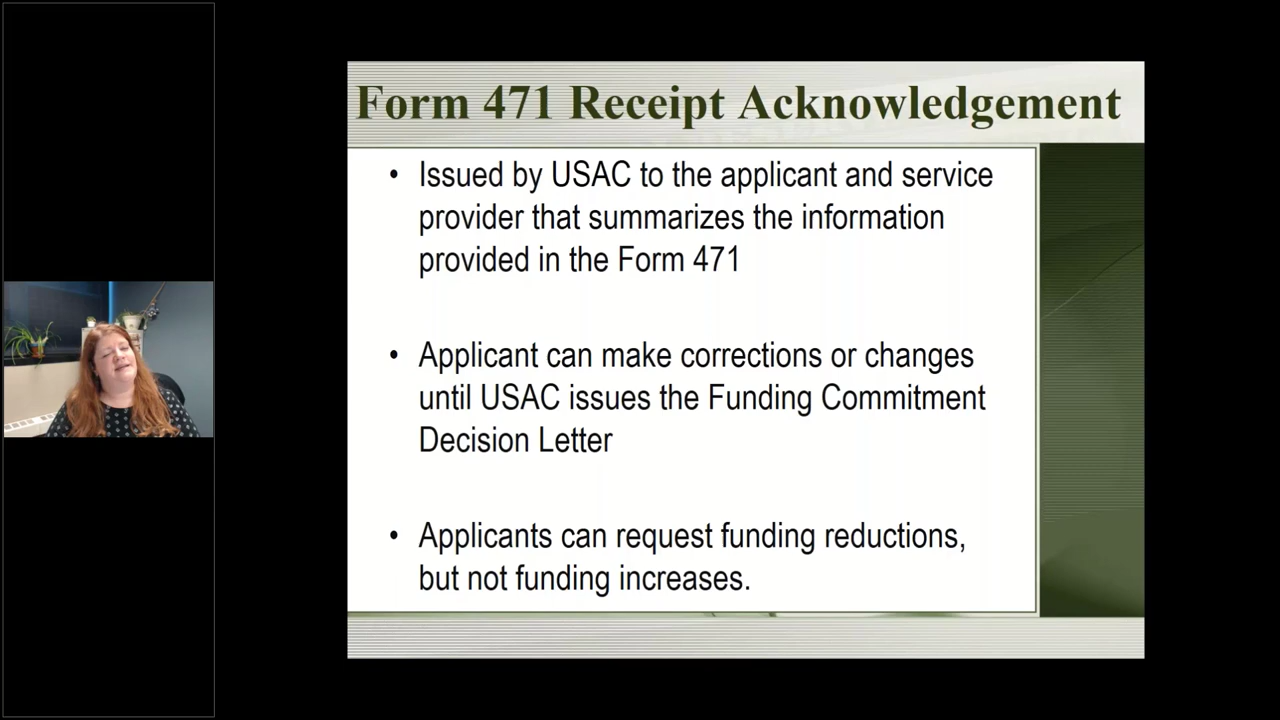 Form 471 Receipt Acknowledgement
• Issued by USAC to the applicant and service
provider that summarizes the information
provided in the Form 471
• Applicant can make corrections or changes
until USAC issues the Funding Commitment
Decision Letter
• Applicants can request funding reductions,
but not funding increases.